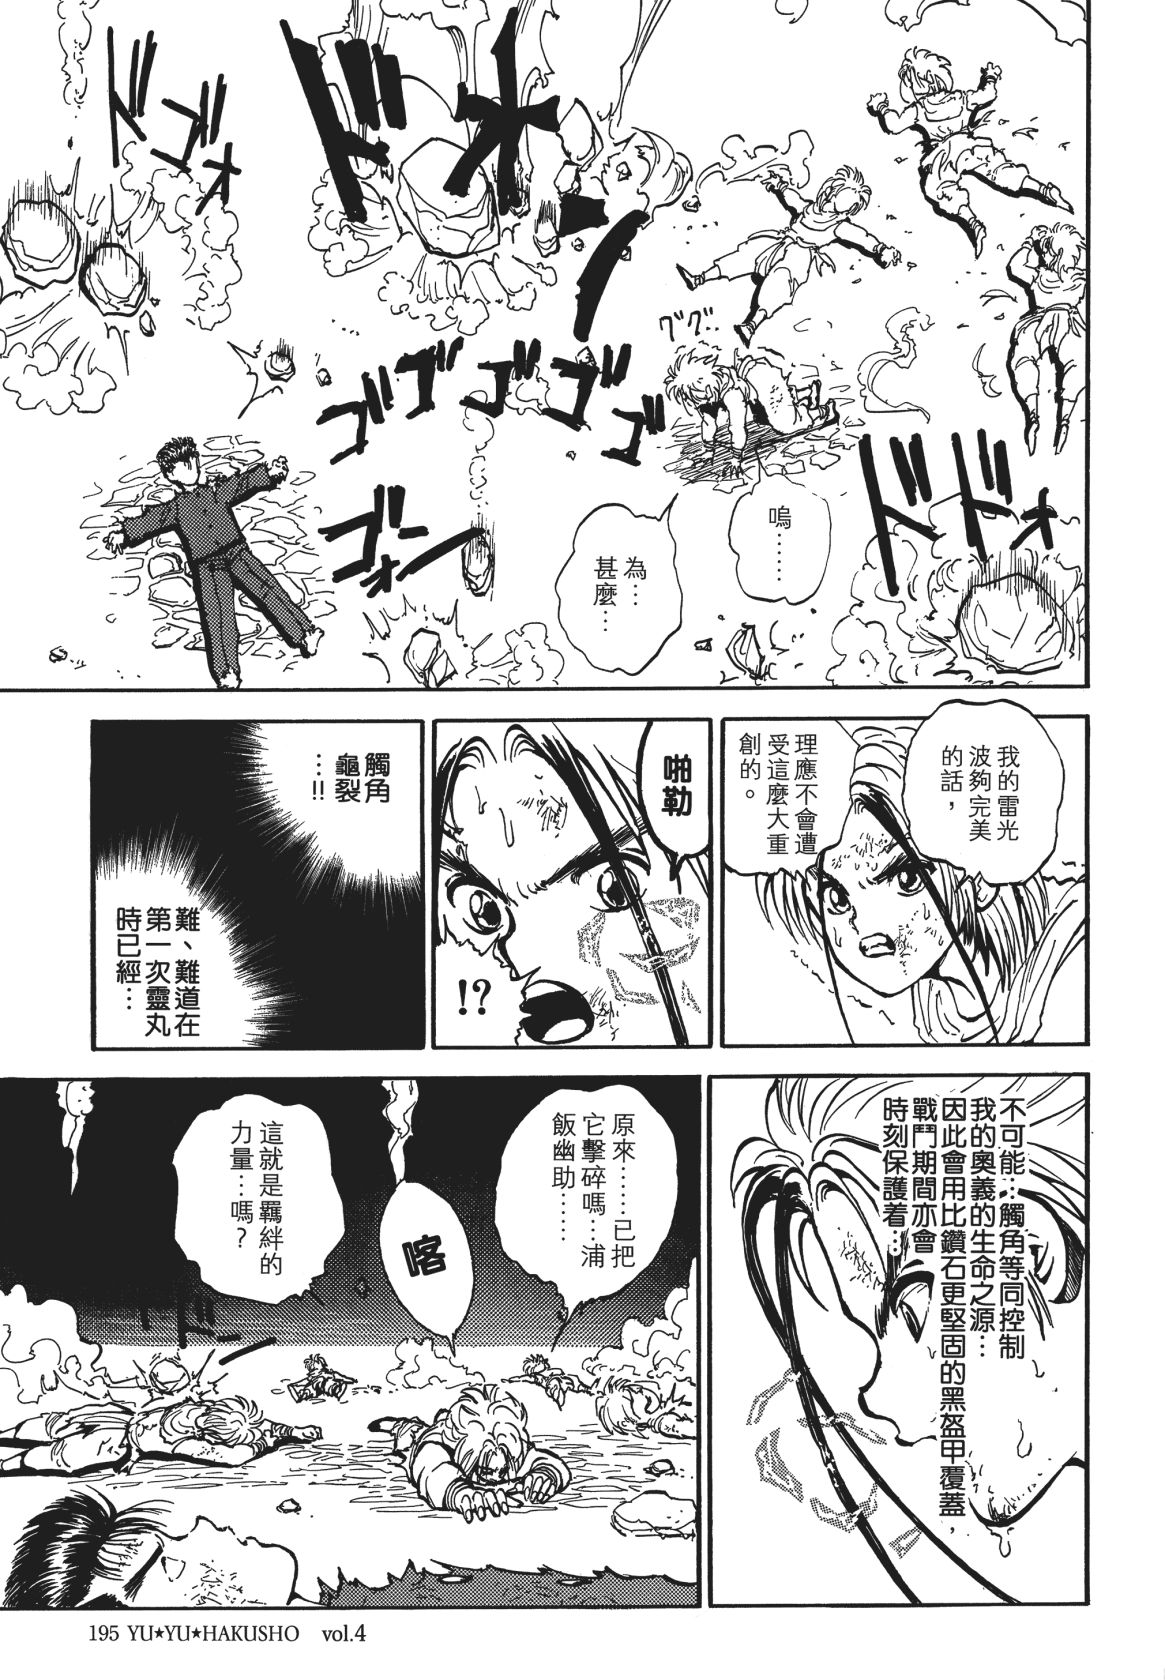 ドドォ
グググ‥
ドォ
ドゴォ
ゴゴゴゴゴ
ゴォン
嗚……
為…
甚麼…
我的雷光
波夠完美
的話，
理應不會遭
受這麼大重
創的。
啪勒
!?
觸角
龜裂
…!!
難、難道在
第一次靈丸
時已經…
不可能…觸角等同控制
我的奧義的生命之源…
因此會用比鑽石更堅固的黑盔甲覆蓋，
戰鬥期間亦會
時刻保護着…
原來……已把
它擊碎嗎…浦
飯幽助……
喀
這就是羈絆的
力量…嗎？
195 YU★YU★HAKUSHO vol.4